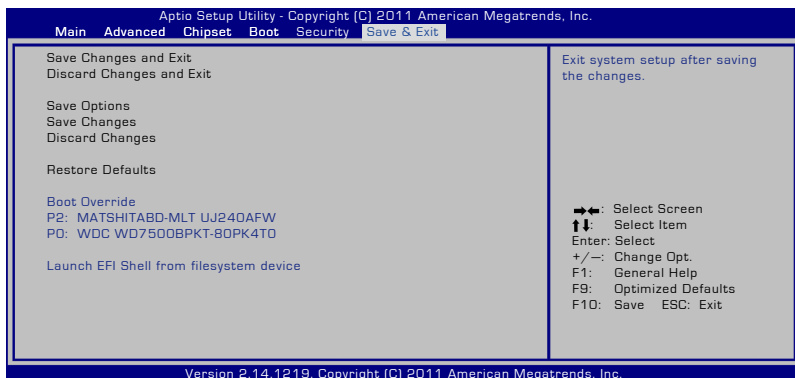 Aptio Setup Utility - Copyright (C) 2011 American Megatrends, Inc.
Main Advanced Chipset Boot Security Save & Exit
Save Changes and Exit
Discard Changes and Exit
Save Options
Save Changes
Discard Changes
Restore Defaults
Boot Override
P2: MATSHITABD-MLT UJ240AFW
P0: WDC WD7500BPKT-80PK4T0
Launch EFI Shell from filesystem device
Exit system setup after saving
the changes.
→←: Select Screen
↑↓: Select Item
Enter: Select
+/—: Change Opt.
F1: General Help
F9: Optimized Defaults
F10: Save ESC: Exit
Version 2.14.1219. Copyright (C) 2011 American Megatrends, Inc.